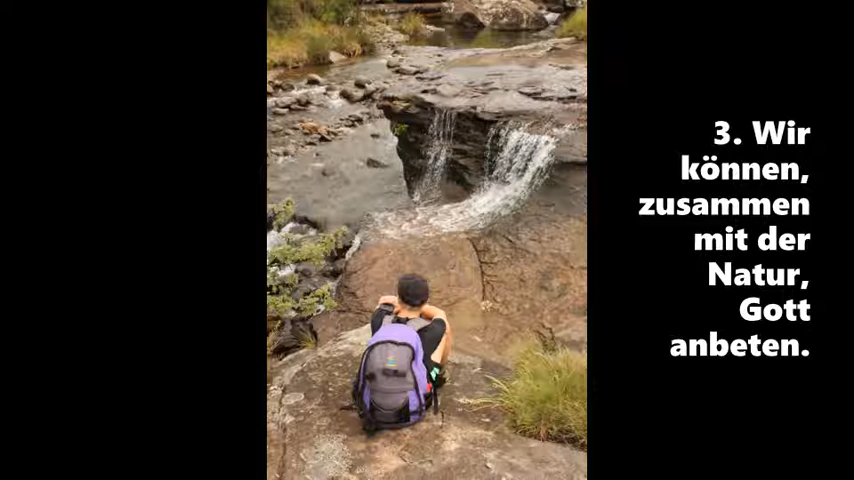 3. Wir
können,
zusammen
mit der
Natur,
Gott
anbeten.